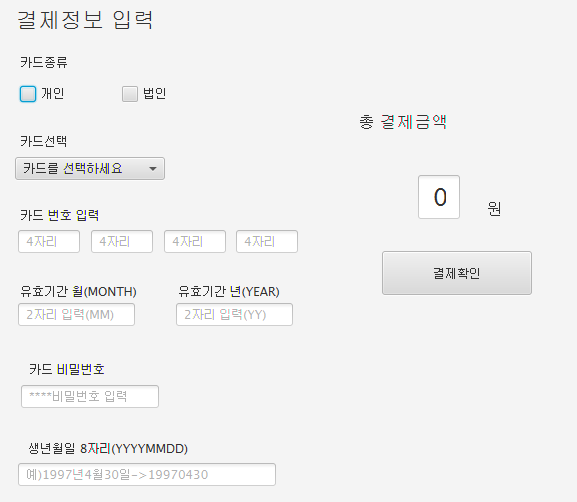 결제정보 입력
카드종류
개인 법인
총 결제금액
카드선택
카드를 선택하세요
0 원
카드 번호 입력
4자리 4자리 4자리 4자리
결제확인
유효기간 월(MONTH) 유효기간 년(YEAR)
2자리 입력(MM) 2자리 입력(YY)
카드 비밀번호
****비밀번호 입력
생년월일 8자리(YYYYMMDD)
예)1997년4월30일->19970430